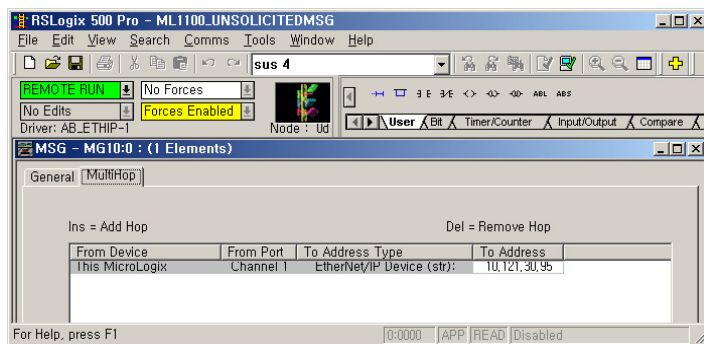 RSLogix 500 Pro - ML1100_UNSOLICITEDMSG
File Edit View Search Comms Tools Window Help
sus 4
REMOTE RUN No Forces
No Edits Forces Enabled
Driver: AB_ETHIP-1 Node : Ud
ABL ABS
User Bit Timer/Counter Input/Output Compare
MSG - MG10:0 : (1 Elements)
General MultiHop
Ins = Add Hop Del = Remove Hop
From Device From Port To Address Type To Address
This MicroLogix Channel 1 EtherNet/IP Device (str): 10,121,30,95
For Help, press F1 0:0000 APP READ Disabled